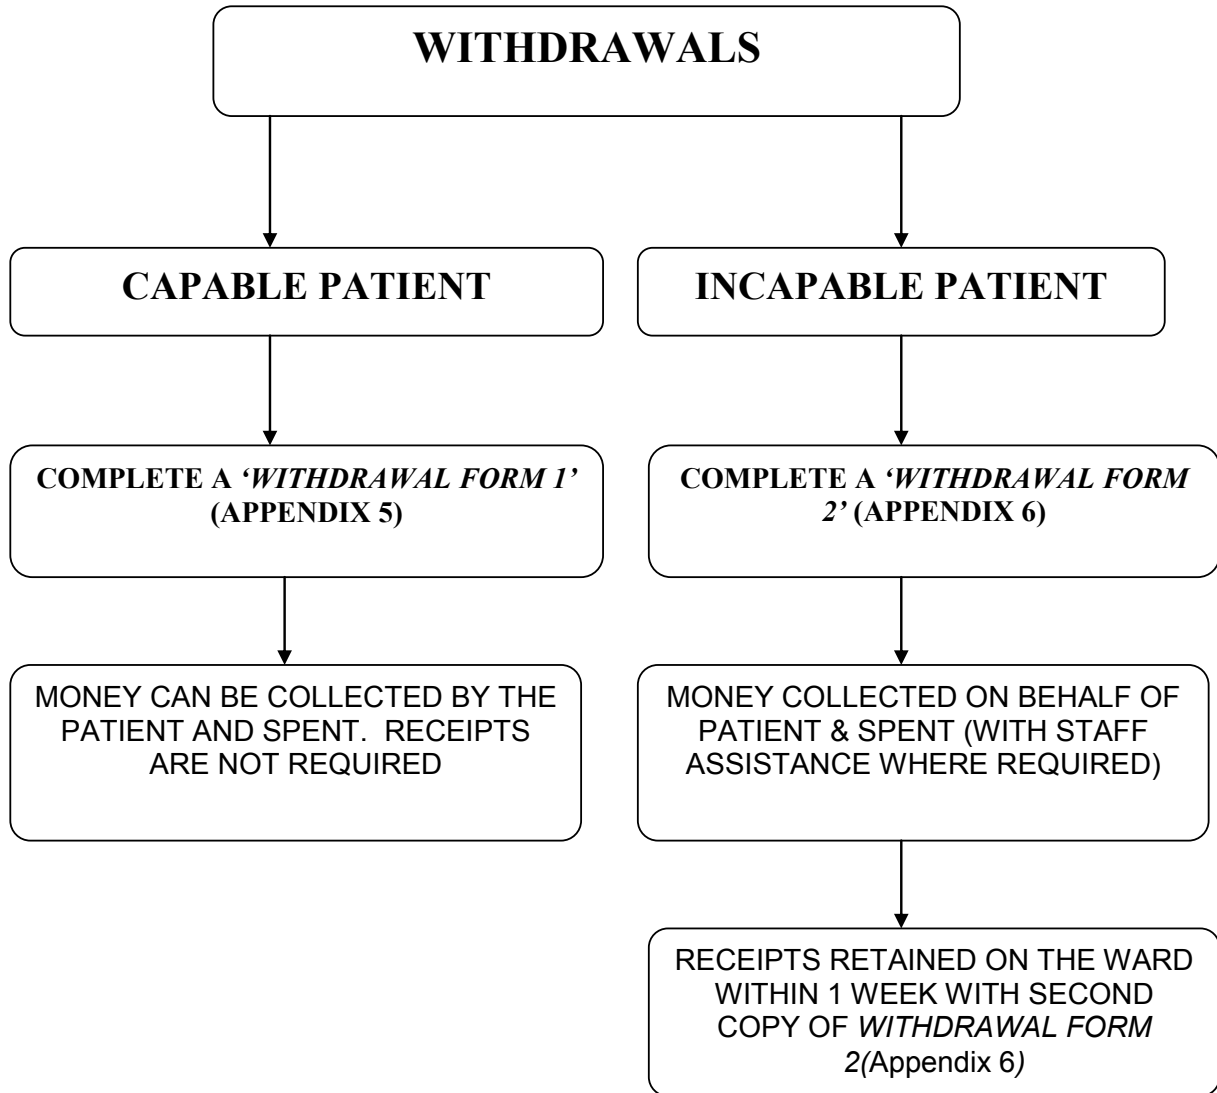 WITHDRAWALS
CAPABLE PATIENT
INCAPABLE PATIENT
COMPLETE A ‘WITHDRAWAL FORM 1’
(APPENDIX 5)
COMPLETE A ‘WITHDRAWAL FORM
2’ (APPENDIX 6)
MONEY CAN BE COLLECTED BY THE
PATIENT AND SPENT.  RECEIPTS
ARE NOT REQUIRED
MONEY COLLECTED ON BEHALF OF
PATIENT & SPENT (WITH STAFF
ASSISTANCE WHERE REQUIRED)
RECEIPTS RETAINED ON THE WARD
WITHIN 1 WEEK WITH SECOND
COPY OF WITHDRAWAL FORM
2(Appendix 6)